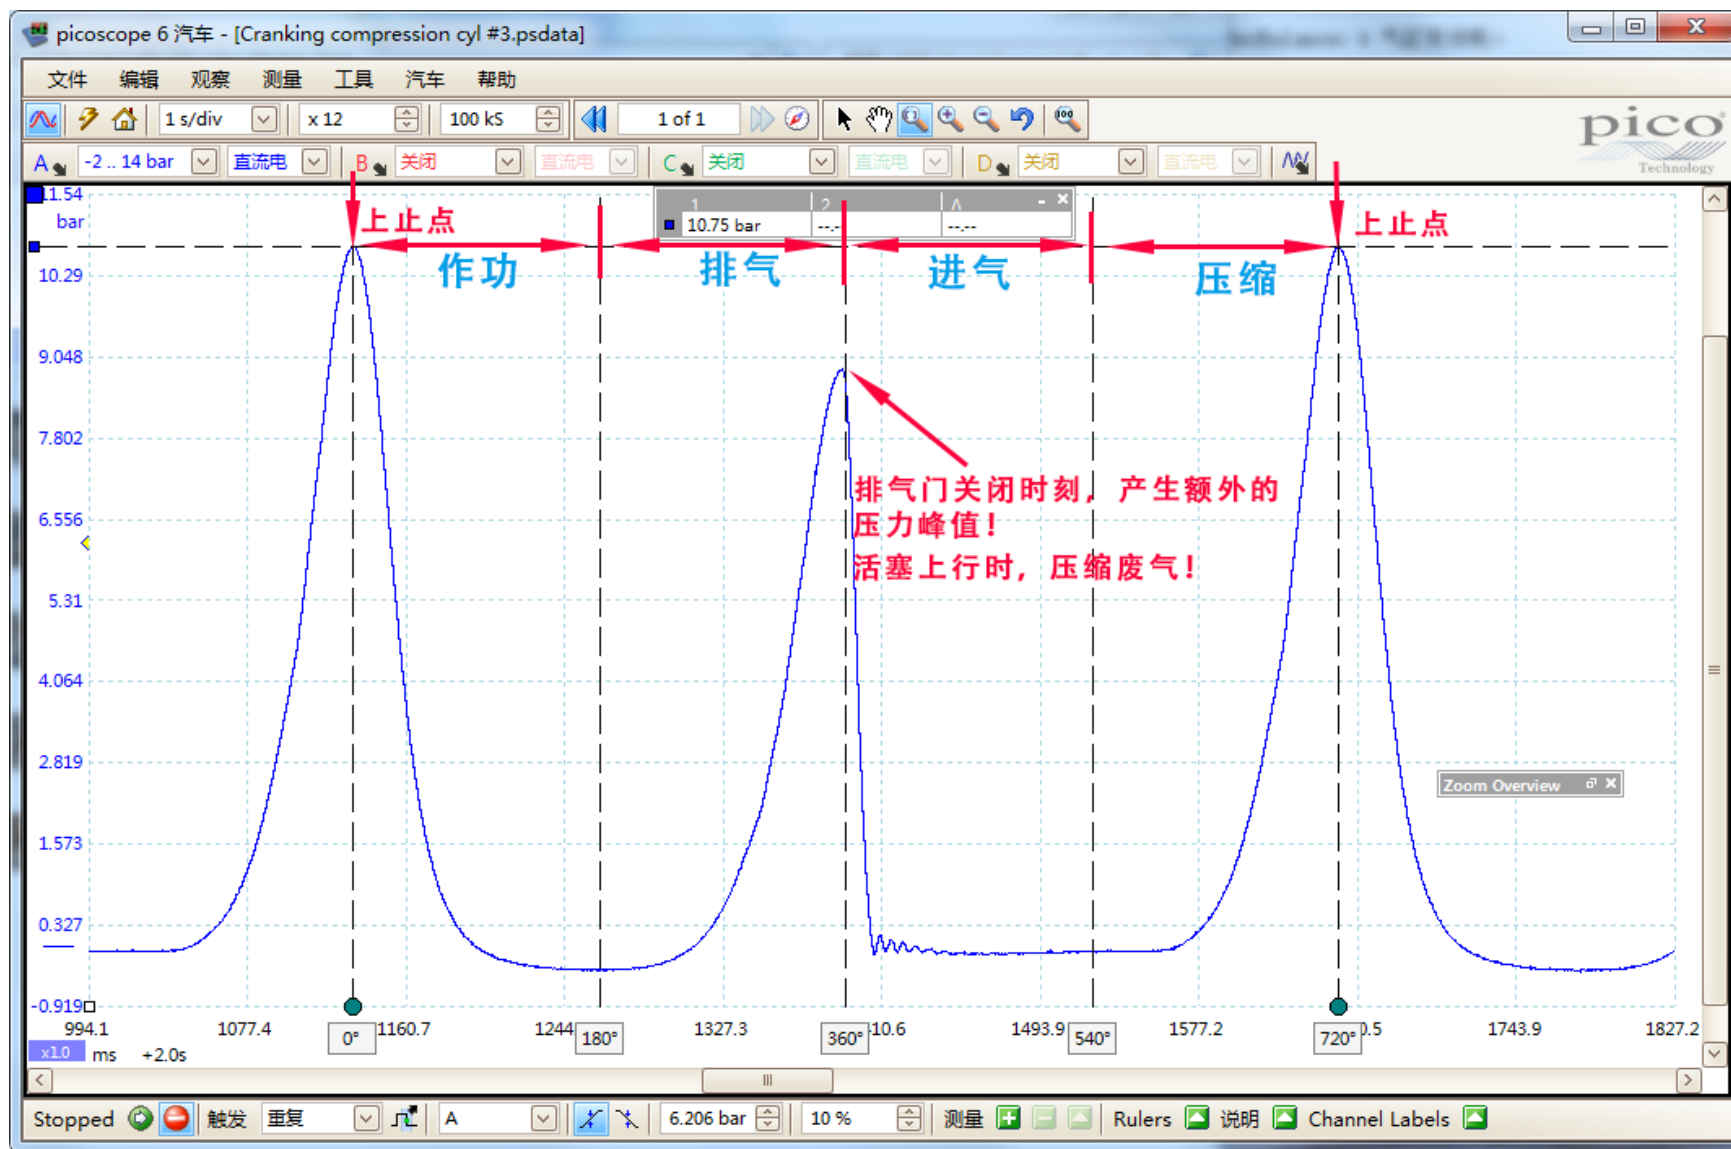 picoscope 6 汽车 - [Cranking compression cyl #3.psdata]
文件 编辑 观察 测量 工具 汽车 帮助
1 s/div x 12 100 kS 1 of 1
pico
Technology
A -2 .. 14 bar 直流电 B 关闭 直流电 C 关闭 直流电 D 关闭 直流电
11.54
bar
1 2 Δ
10.75 bar --.-- --.--
上止点
上止点
作功 排气 进气 压缩
10.29
9.048
7.802
排气门关闭时刻，产生额外的
压力峰值！
活塞上行时，压缩废气！
6.556
5.31
4.064
2.819
Zoom Overview
1.573
0.327
-0.919
994.1 1077.4 1160.7 1244 1327.3 10.6 1493.9 1577.2 0.5 1743.9 1827.2
0° 180° 360° 540° 720°
x1.0 ms +2.0s
Stopped 触发 重复 A 6.206 bar 10 % 测量 Rulers 说明 Channel Labels